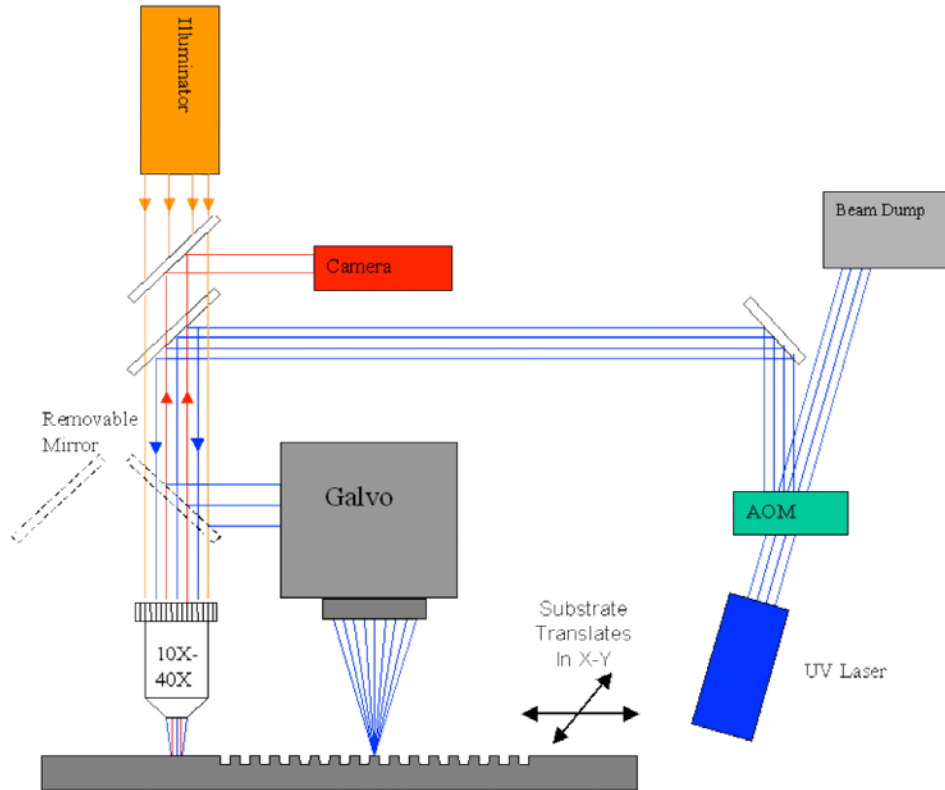 Illuminator
Beam Dump
Camera
Removable
Mirror
Galvo
AOM
Substrate
Translates
In X-Y
10X-
40X
UV Laser